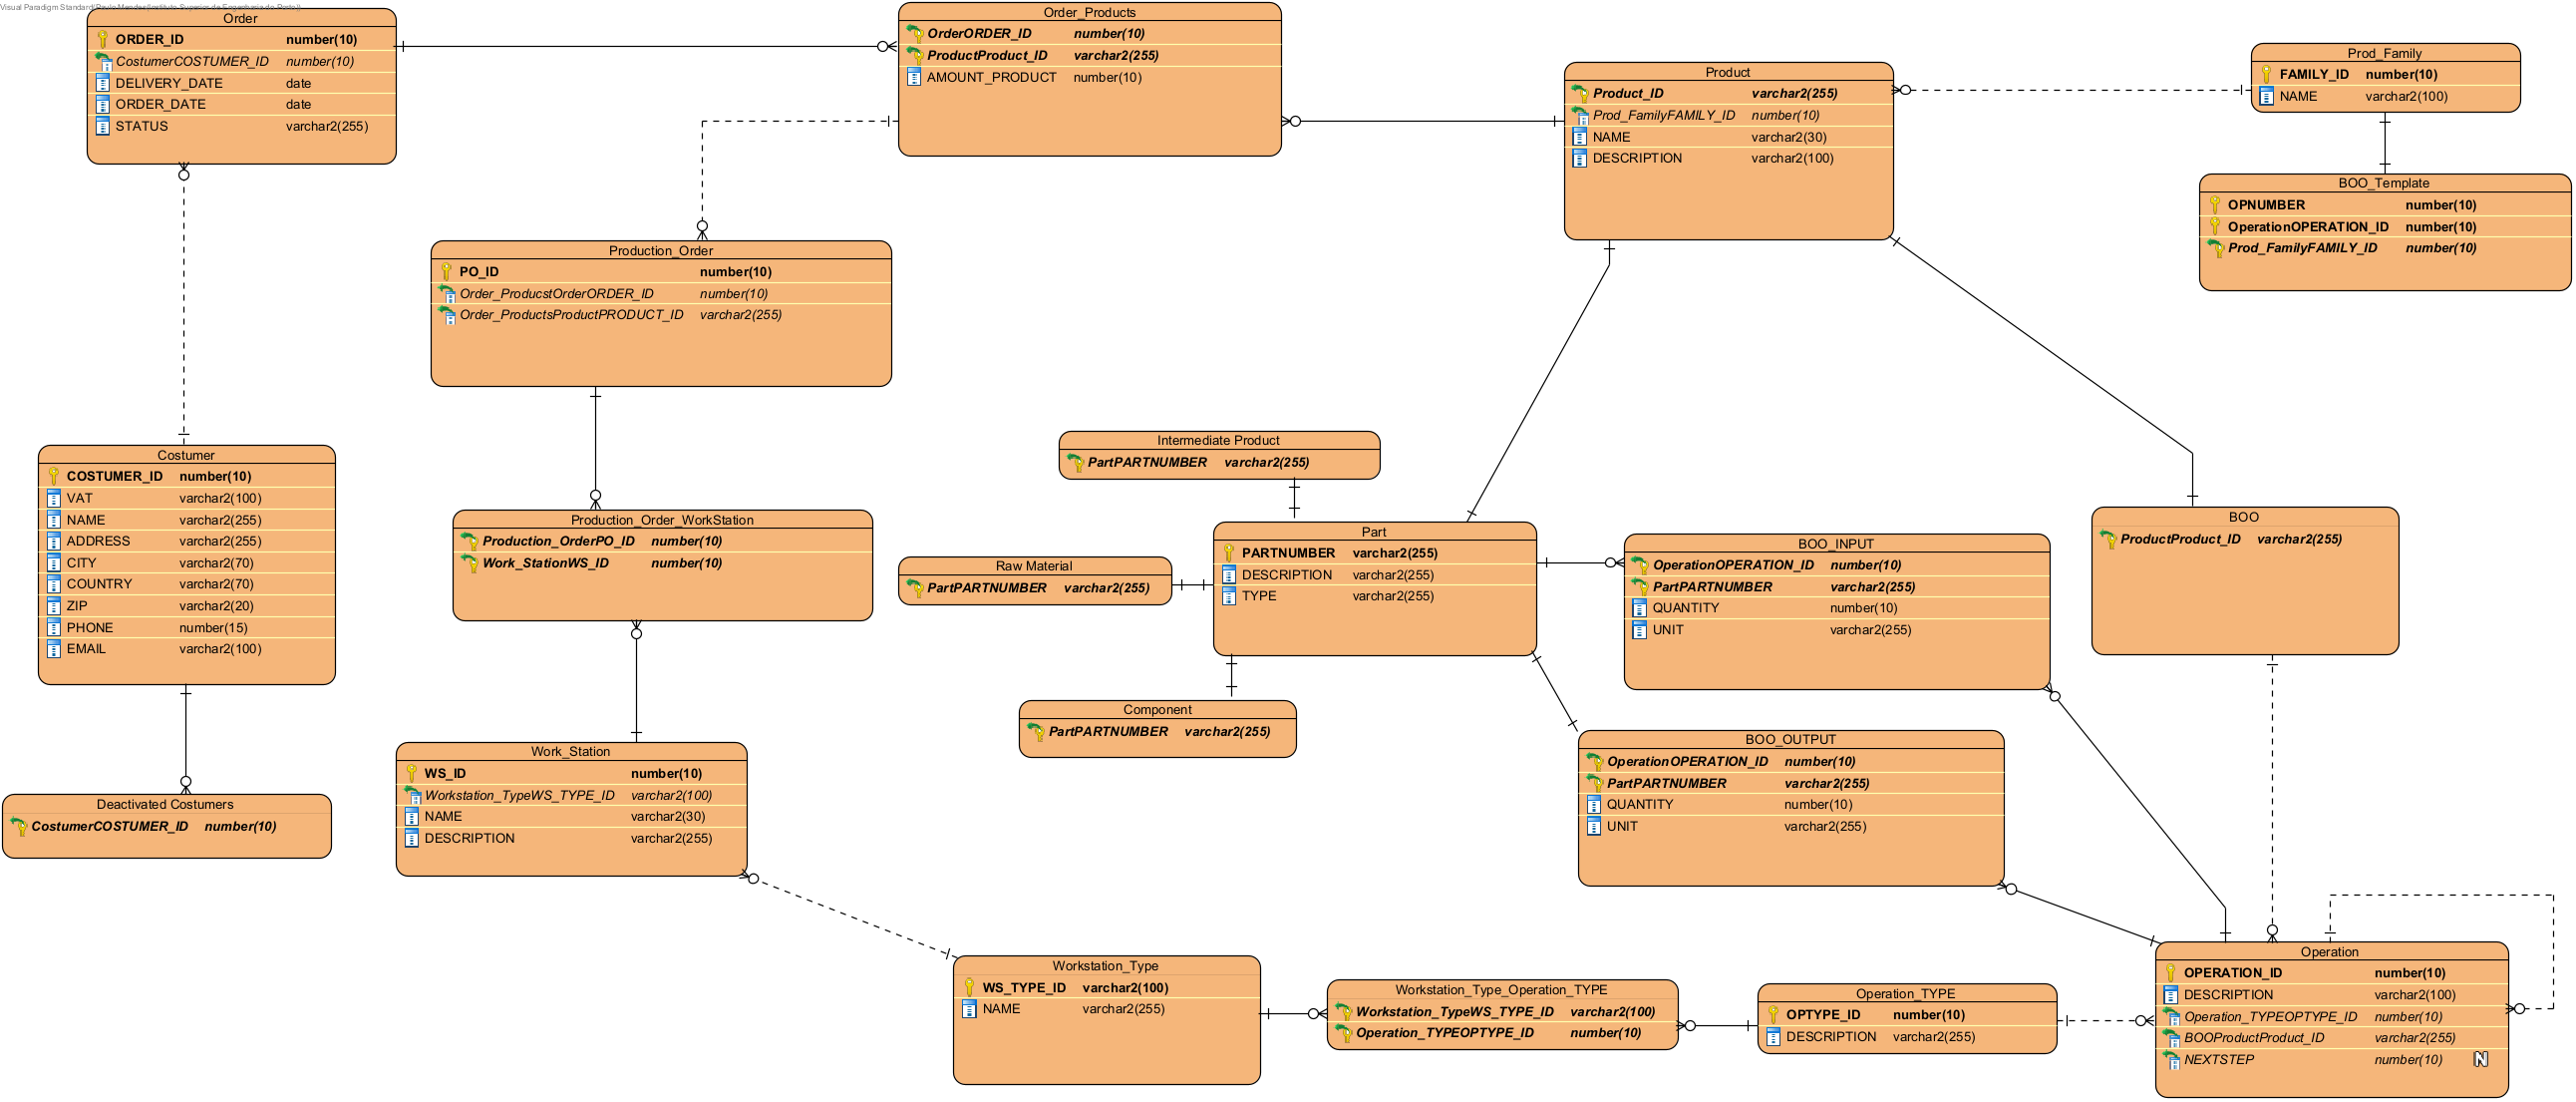 Visual Paradigm Standard(Paulo Mendes(Instituto Superior de Engenharia do Porto))
Order
ORDER_ID number(10)
CostumerCOSTUMER_ID number(10)
DELIVERY_DATE date
ORDER_DATE date
STATUS varchar2(255)
Order_Products
OrderORDER_ID number(10)
ProductProduct_ID varchar2(255)
AMOUNT_PRODUCT number(10)
Product
Product_ID varchar2(255)
Prod_FamilyFAMILY_ID number(10)
NAME varchar2(30)
DESCRIPTION varchar2(100)
Prod_Family
FAMILY_ID number(10)
NAME varchar2(100)
BOO_Template
OPNUMBER number(10)
OperationOPERATION_ID number(10)
Prod_FamilyFAMILY_ID number(10)
Production_Order
PO_ID number(10)
Order_ProducstOrderORDER_ID number(10)
Order_ProductsProductPRODUCT_ID varchar2(255)
Costumer
COSTUMER_ID number(10)
VAT varchar2(100)
NAME varchar2(255)
ADDRESS varchar2(255)
CITY varchar2(70)
COUNTRY varchar2(70)
ZIP varchar2(20)
PHONE number(15)
EMAIL varchar2(100)
Intermediate Product
PartPARTNUMBER varchar2(255)
Production_Order_WorkStation
Production_OrderPO_ID number(10)
Work_StationWS_ID number(10)
Raw Material
PartPARTNUMBER varchar2(255)
Part
PARTNUMBER varchar2(255)
DESCRIPTION varchar2(255)
TYPE varchar2(255)
BOO_INPUT
OperationOPERATION_ID number(10)
PartPARTNUMBER varchar2(255)
QUANTITY number(10)
UNIT varchar2(255)
BOO
ProductProduct_ID varchar2(255)
Component
PartPARTNUMBER varchar2(255)
BOO_OUTPUT
OperationOPERATION_ID number(10)
PartPARTNUMBER varchar2(255)
QUANTITY number(10)
UNIT varchar2(255)
Deactivated Costumers
CostumerCOSTUMER_ID number(10)
Work_Station
WS_ID number(10)
Workstation_TypeWS_TYPE_ID varchar2(100)
NAME varchar2(30)
DESCRIPTION varchar2(255)
Workstation_Type
WS_TYPE_ID varchar2(100)
NAME varchar2(255)
Workstation_Type_Operation_TYPE
Workstation_TypeWS_TYPE_ID varchar2(100)
Operation_TYPEOPTYPE_ID number(10)
Operation_TYPE
OPTYPE_ID number(10)
DESCRIPTION varchar2(255)
Operation
OPERATION_ID number(10)
DESCRIPTION varchar2(100)
Operation_TYPEOPTYPE_ID number(10)
BOOProductProduct_ID varchar2(255)
NEXTSTEP number(10) N